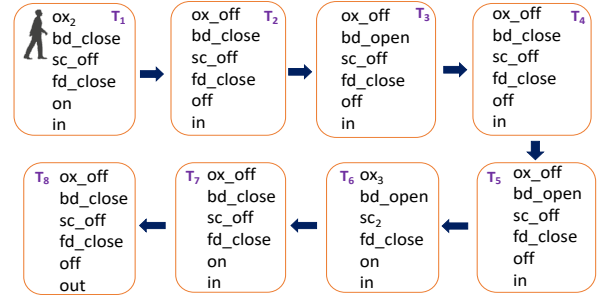 T₁
ox₂
bd_close
sc_off
fd_close
on
in
T₂
ox_off
bd_close
sc_off
fd_close
off
in
T₃
ox_off
bd_open
sc_off
fd_close
off
in
T₄
ox_off
bd_close
sc_off
fd_close
off
in
T₅
ox_off
bd_open
sc_off
fd_close
off
in
T₆
ox₃
bd_open
sc₂
fd_close
on
in
T₇
ox_off
bd_close
sc_off
fd_close
on
in
T₈
ox_off
bd_close
sc_off
fd_close
off
out